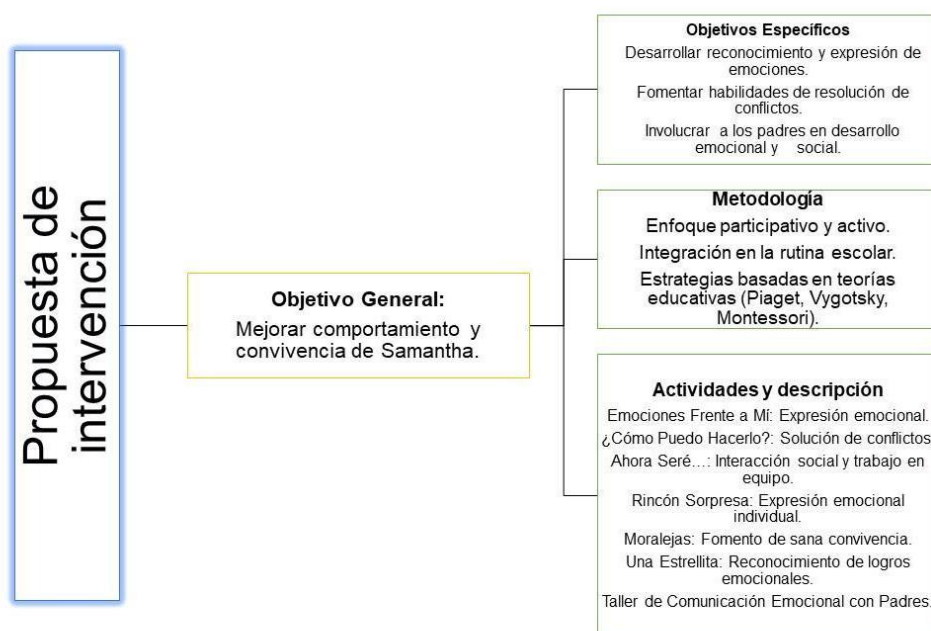 Propuesta de
intervención
Objetivo General:
Mejorar comportamiento y
convivencia de Samantha.
Objetivos Específicos
Desarrollar reconocimiento y expresión de
emociones.
Fomentar habilidades de resolución de
conflictos.
Involucrar a los padres en desarrollo
emocional y social.
Metodología
Enfoque participativo y activo.
Integración en la rutina escolar.
Estrategias basadas en teorías
educativas (Piaget, Vygotsky,
Montessori).
Actividades y descripción
Emociones Frente a Mí: Expresión emocional.
¿Cómo Puedo Hacerlo?: Solución de conflictos
Ahora Seré…: Interacción social y trabajo en
equipo.
Rincón Sorpresa: Expresión emocional
individual.
Moralejas: Fomento de sana convivencia.
Una Estrellita: Reconocimiento de logros
emocionales.
Taller de Comunicación Emocional con Padres.